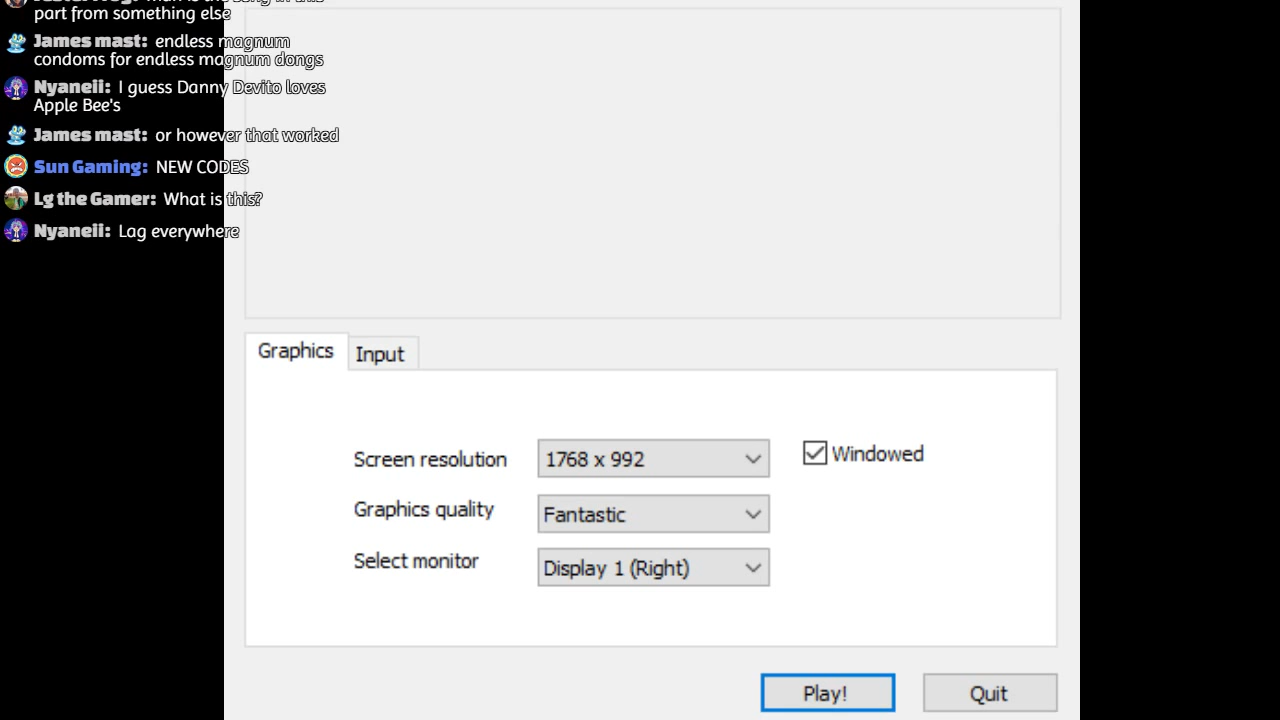 part from something else
James mast: endless magnum
condoms for endless magnum dongs
Nyaneii: I guess Danny Devito loves
Apple Bee's
James mast: or however that worked
Sun Gaming: NEW CODES
Lg the Gamer: What is this?
Nyaneii: Lag everywhere
Graphics
Input
Screen resolution
1768 x 992
Windowed
Graphics quality
Fantastic
Select monitor
Display 1 (Right)
Play!
Quit